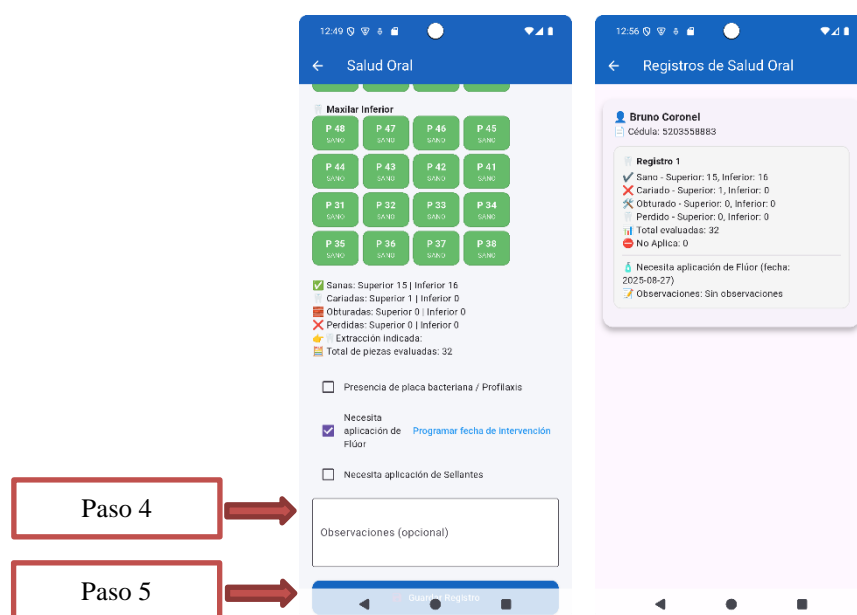 12:49
Salud Oral
Maxilar Inferior
P 48 P 47 P 46 P 45
SANO SANO SANO SANO
P 44 P 43 P 42 P 41
SANO SANO SANO SANO
P 31 P 32 P 33 P 34
SANO SANO SANO SANO
P 35 P 36 P 37 P 38
SANO SANO SANO SANO
Sanas: Superior 15 | Inferior 16
Cariadas: Superior 1 | Inferior 0
Obturadas: Superior 0 | Inferior 0
Perdidas: Superior 0 | Inferior 0
Extracción indicada:
Total de piezas evaluadas: 32
Presencia de placa bacteriana / Profilaxis
Necesita
aplicación de Programar fecha de intervención
Flúor
Necesita aplicación de Sellantes
Paso 4
Observaciones (opcional)
Paso 5
Guardar Registro
12:56
Registros de Salud Oral
Bruno Coronel
Cédula: 5203558883
Registro 1
Sano - Superior: 15, Inferior: 16
Cariado - Superior: 1, Inferior: 0
Obturado - Superior: 0, Inferior: 0
Perdido - Superior: 0, Inferior: 0
Total evaluadas: 32
No Aplica: 0
Necesita aplicación de Flúor (fecha:
2025-08-27)
Observaciones: Sin observaciones